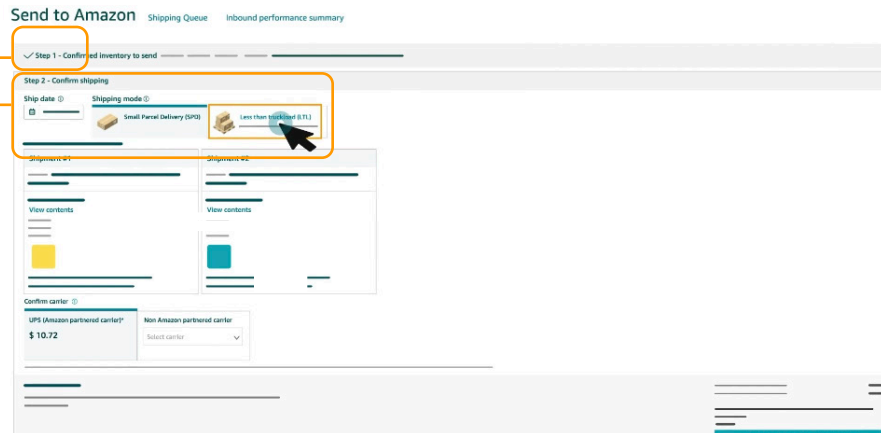 Send to Amazon Shipping Queue Inbound performance summary
Step 1 - Confirmed inventory to send
Step 2 - Confirm shipping
Ship date Shipping mode
Small Parcel Delivery (SPD) Less than truckload (LTL)
Shipment #1 Shipment #2
View contents View contents
Confirm carrier
UPS (Amazon partnered carrier)* Non Amazon partnered carrier
$ 10.72 Select carrier